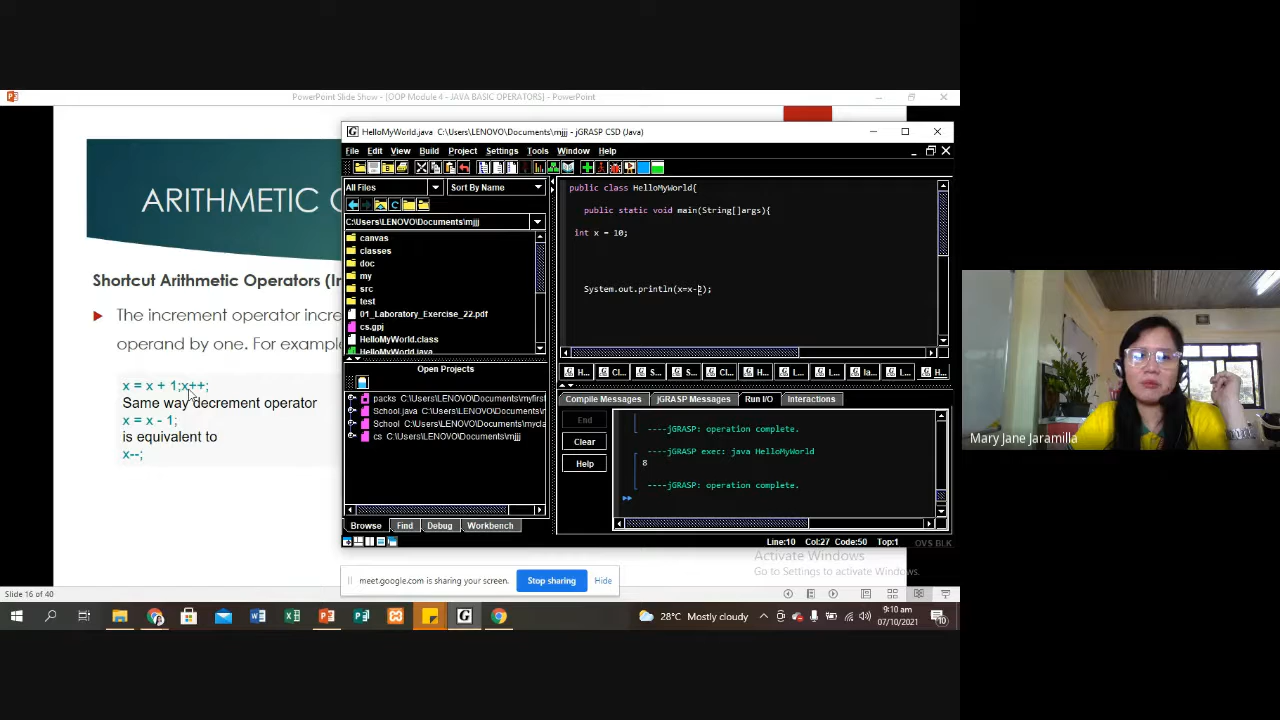 PowerPoint Slide Show - [OOP Module 4 - JAVA BASIC OPERATORS] - PowerPoint
ARITHMETIC
Shortcut Arithmetic Operators (In
The increment operator incre
operand by one. For example
x = x + 1;x++;
Same way decrement operator
x = x - 1;
is equivalent to
x--;
HelloMyWorld.java C:\Users\LENOVO\Documents\mjjj - jGRASP CSD (Java)
File Edit View Build Project Settings Tools Window Help
All Files
Sort By Name
C:\Users\LENOVO\Documents\mjjj
canvas
classes
doc
my
src
test
01_Laboratory_Exercise_22.pdf
cs.gpj
HelloMyWorld.class
HelloMyWorld.java
Open Projects
packs C:\Users\LENOVO\Documents\myfirst
School.java C:\Users\LENOVO\Documents\n
School C:\Users\LENOVO\Documents\mycla
cs C:\Users\LENOVO\Documents\mjjj
Browse Find Debug Workbench
public class HelloMyWorld{
public static void main(String[]args){
int x = 10;
System.out.println(x=x-2);
H... Cl... S... S... Cl... H... L... L... Ia... L... H...
Compile Messages jGRASP Messages Run I/O Interactions
End
Clear
Help
----jGRASP: operation complete.
----jGRASP exec: java HelloMyWorld
8
----jGRASP: operation complete.
Line:10 Col:27 Code:50 Top:1
OVS BLK
Activate Windows
Go to Settings to activate Windows.
meet.google.com is sharing your screen.
Stop sharing
Hide
Slide 16 of 40
28°C Mostly cloudy
9:10 am
07/10/2021
10
Mary Jane Jaramilla